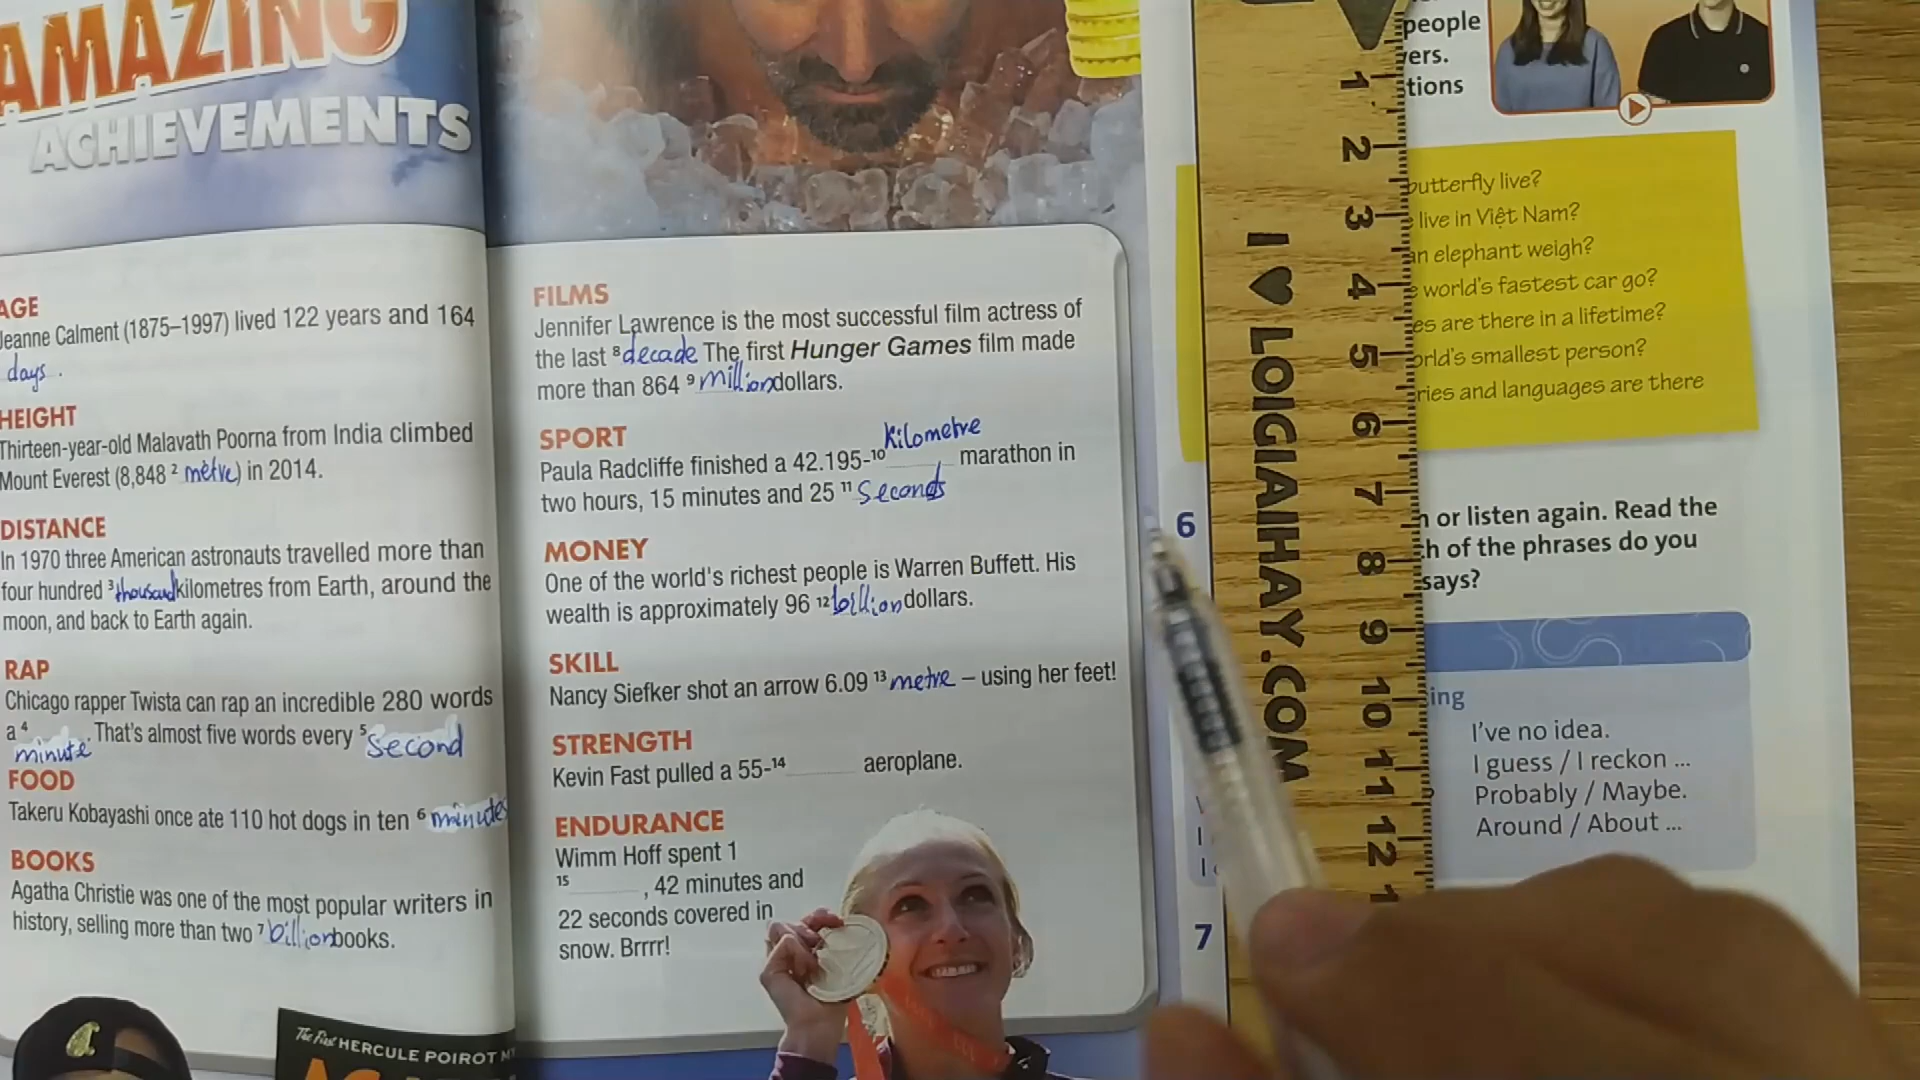 AMAZING
ACHIEVEMENTS
AGE
Jeanne Calment (1875–1997) lived 122 years and 164
days.
HEIGHT
Thirteen-year-old Malavath Poorna from India climbed
Mount Everest (8,848 2 metre) in 2014.
DISTANCE
In 1970 three American astronauts travelled more than
four hundred 3 thousand kilometres from Earth, around the
moon, and back to Earth again.
RAP
Chicago rapper Twista can rap an incredible 280 words
a 4 minute. That's almost five words every 5 second
FOOD
Takeru Kobayashi once ate 110 hot dogs in ten 6 minutes
BOOKS
Agatha Christie was one of the most popular writers in
history, selling more than two 7 billion books.
The First HERCULE POIROT
FILMS
Jennifer Lawrence is the most successful film actress of
the last 8 decade The first Hunger Games film made
more than 864 9 million dollars.
SPORT
Paula Radcliffe finished a 42.195-10 kilometre marathon in
two hours, 15 minutes and 25 11 seconds
MONEY
One of the world's richest people is Warren Buffett. His
wealth is approximately 96 12 billion dollars.
SKILL
Nancy Siefker shot an arrow 6.09 13 metre – using her feet!
STRENGTH
Kevin Fast pulled a 55-14 aeroplane.
ENDURANCE
Wimm Hoff spent 1
15 , 42 minutes and
22 seconds covered in
snow. Brrrr!
I ♥ LOIGIAIHAY.COM
1 2 3 4 5 6 7 8 9 10 11 12
people
tions
butterfly live?
live in Việt Nam?
an elephant weigh?
world's fastest car go?
are there in a lifetime?
world's smallest person?
and languages are there
6
or listen again. Read the
of the phrases do you
says?
I've no idea.
I guess / I reckon ...
Probably / Maybe.
Around / About ...
7